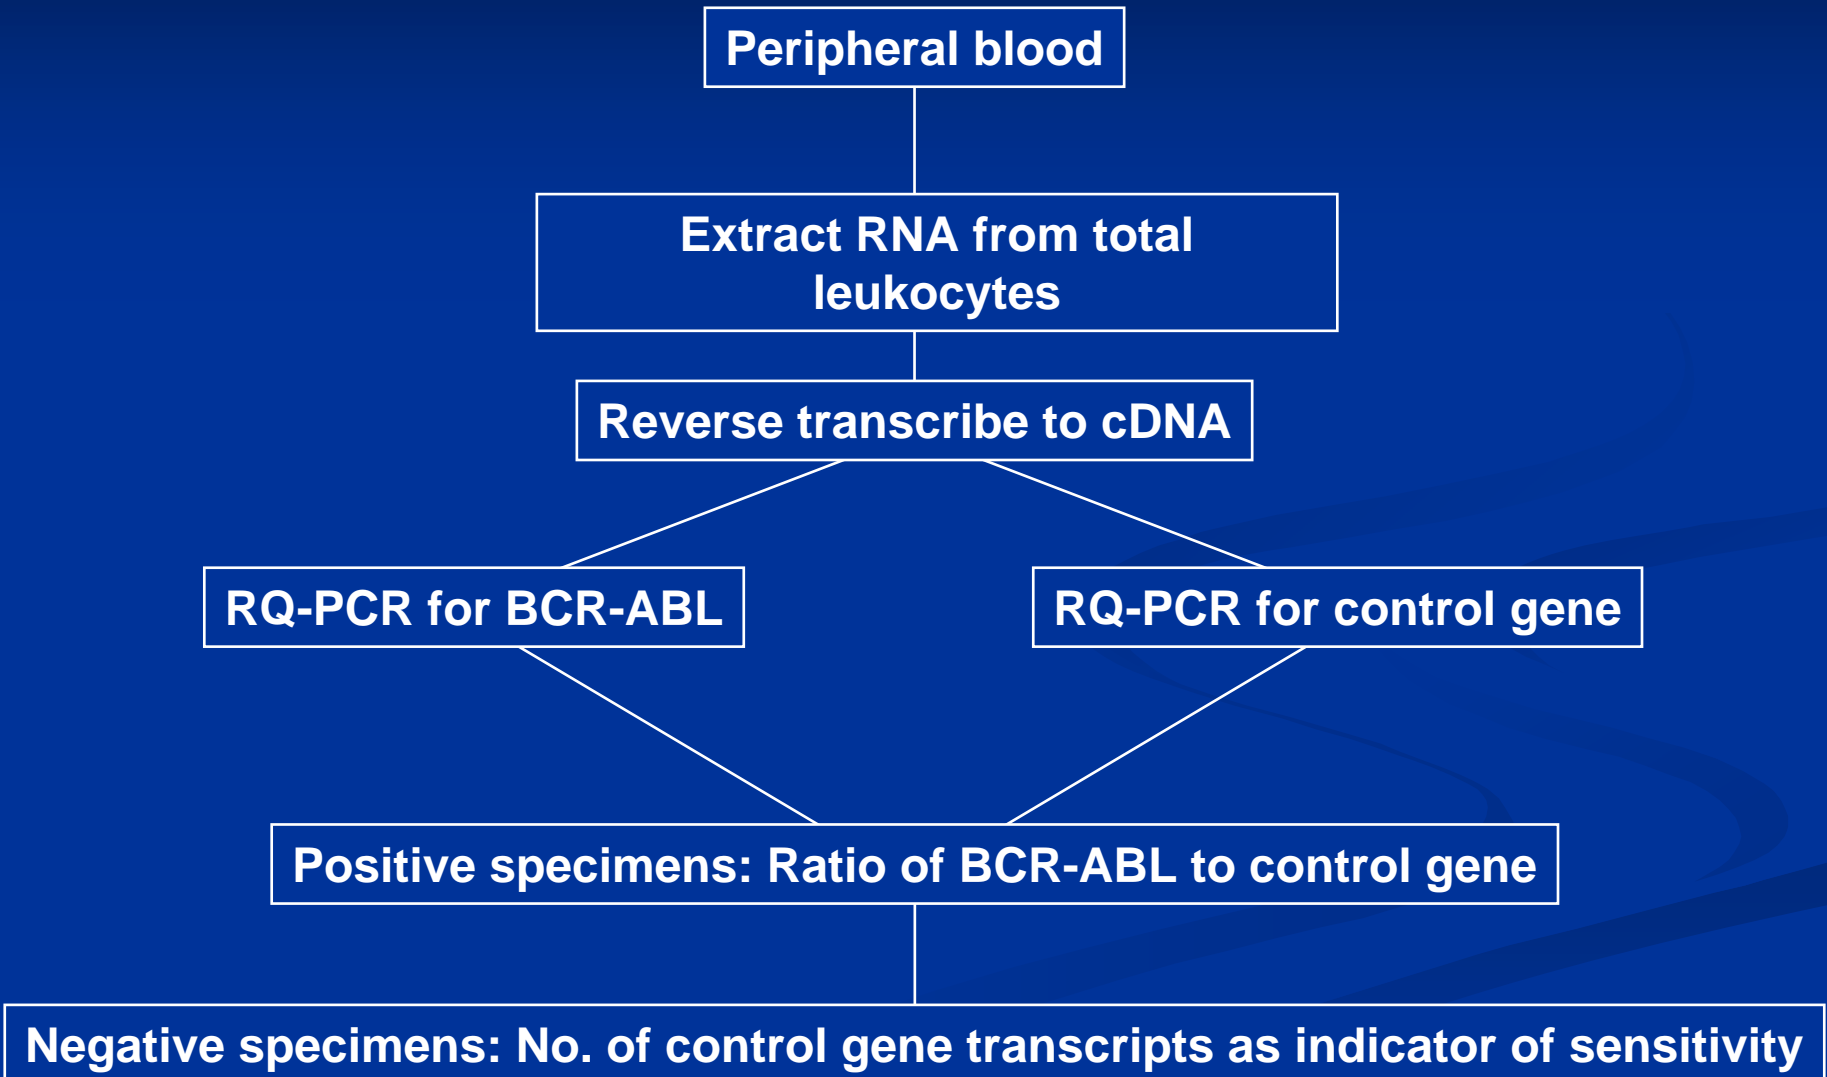 Peripheral blood
Extract RNA from total
leukocytes
Reverse transcribe to cDNA
RQ-PCR for BCR-ABL
RQ-PCR for control gene
Positive specimens: Ratio of BCR-ABL to control gene
Negative specimens: No. of control gene transcripts as indicator of sensitivity